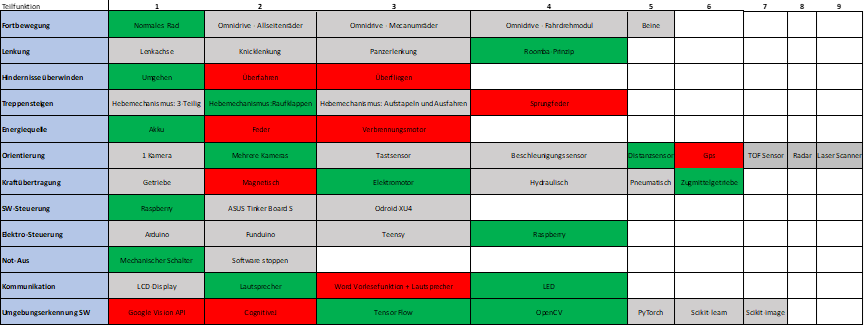 Teilfunktion 1 2 3 4 5 6 7 8 9
Fortbewegung Normales Rad Omnidrive - Allseitenräder Omnidrive - Mecanumräder Omnidrive - Fahrdrehmodul Beine
Lenkung Lenkachse Knicklenkung Panzerlenkung Roomba-Prinzip
Hindernisse überwinden Umgehen Überfahren Überfliegen
Treppensteigen Hebemechanismus: 3 Teilig Hebemechanismus:Raufklappen Hebemechanismus: Aufstapeln und Ausfahren Sprungfeder
Energiequelle Akku Feder Verbrennungsmotor
Orientierung 1 Kamera Mehrere Kameras Tastsensor Beschleunigungssensor Distanzsensor Gps TOF Sensor Radar Laser Scanner
Kraftübertragung Getriebe Magnetisch Elektromotor Hydraulisch Pneumatisch Zugmittelgetriebe
SW-Steuerung Raspberry ASUS Tinker Board S Odroid XU4
Elektro-Steuerung Arduino Funduino Teensy Raspberry
Not-Aus Mechanischer Schalter Software stoppen
Kommunikation LCD Display Lautsprecher Word Vorlesefunktion + Lautsprecher LED
Umgebungserkennung SW Google Vision API Cognitive Tensor Flow OpenCV PyTorch Scikit-learn Scikit-image